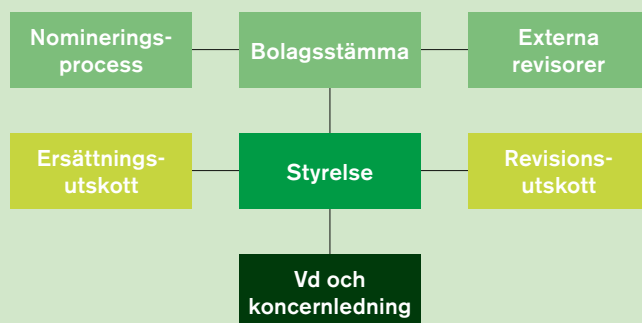 Nominerings-
process
Bolagsstämma
Externa
revisorer
Ersättnings-
utskott
Styrelse
Revisions-
utskott
Vd och
koncernledning